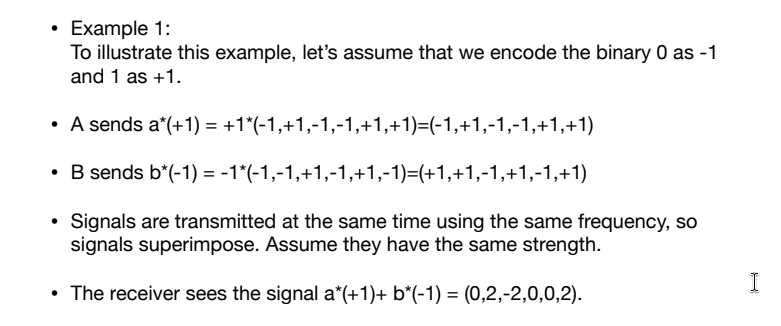 • Example 1:
To illustrate this example, let's assume that we encode the binary 0 as -1
and 1 as +1.
• A sends a*(+1) = +1*(-1,+1,-1,-1,+1,+1)=(-1,+1,-1,-1,+1,+1)
• B sends b*(-1) = -1*(-1,-1,+1,-1,+1,-1)=(+1,+1,-1,+1,-1,+1)
• Signals are transmitted at the same time using the same frequency, so
signals superimpose. Assume they have the same strength.
• The receiver sees the signal a*(+1)+ b*(-1) = (0,2,-2,0,0,2).